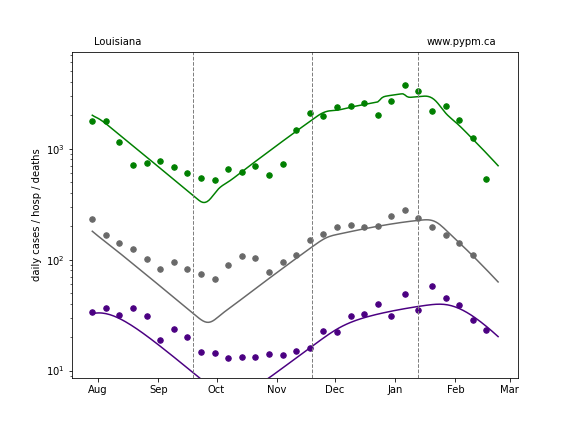 Louisiana www.pypm.ca
daily cases / hosp / deaths
10³
10²
10¹
Aug Sep Oct Nov Dec Jan Feb Mar